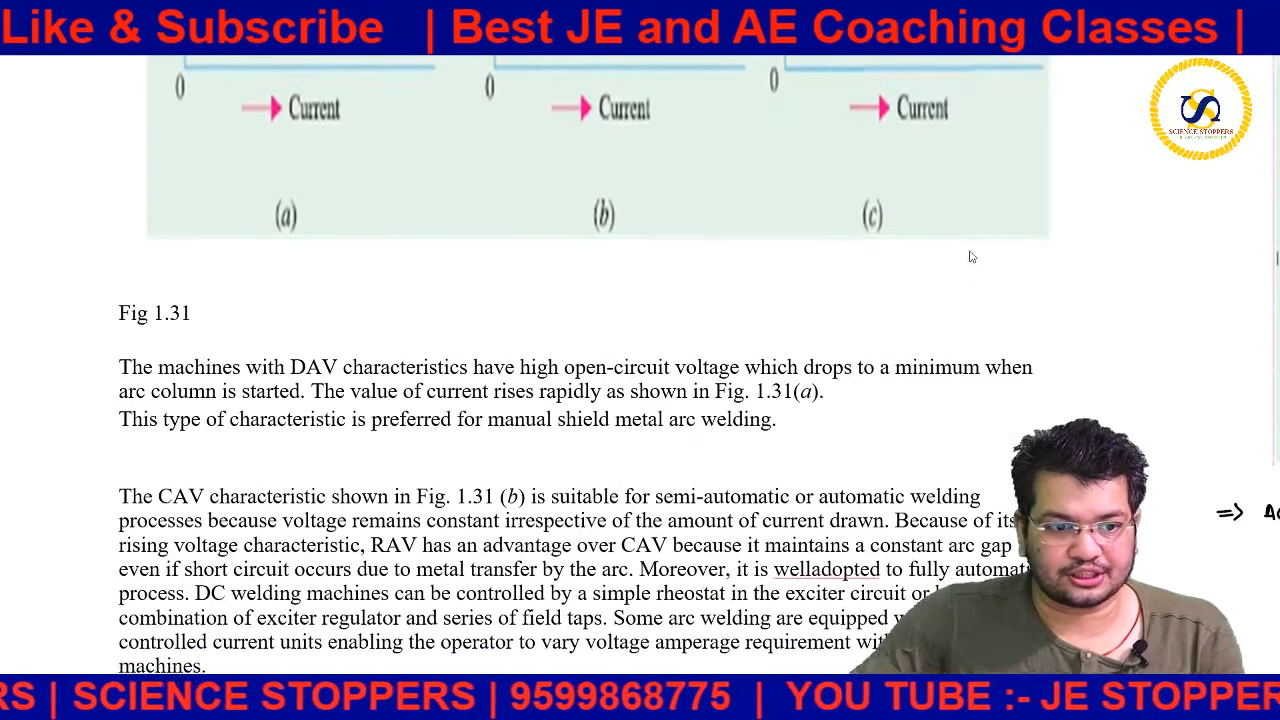 Like & Subscribe | Best JE and AE Coaching Classes |
0 0 0
Current Current Current
SCIENCE STOPPERS
(a) (b) (c)
Fig 1.31
The machines with DAV characteristics have high open-circuit voltage which drops to a minimum when
arc column is started. The value of current rises rapidly as shown in Fig. 1.31(a).
This type of characteristic is preferred for manual shield metal arc welding.
The CAV characteristic shown in Fig. 1.31 (b) is suitable for semi-automatic or automatic welding
processes because voltage remains constant irrespective of the amount of current drawn. Because of its
rising voltage characteristic, RAV has an advantage over CAV because it maintains a constant arc gap
even if short circuit occurs due to metal transfer by the arc. Moreover, it is welladopted to fully
process. DC welding machines can be controlled by a simple rheostat in the exciter circuit or
combination of exciter regulator and series of field taps. Some arc welding are equipped
controlled current units enabling the operator to vary voltage amperage requirement
machines.
RS | SCIENCE STOPPERS | 9599868775 | YOU TUBE :- JE STOPPER